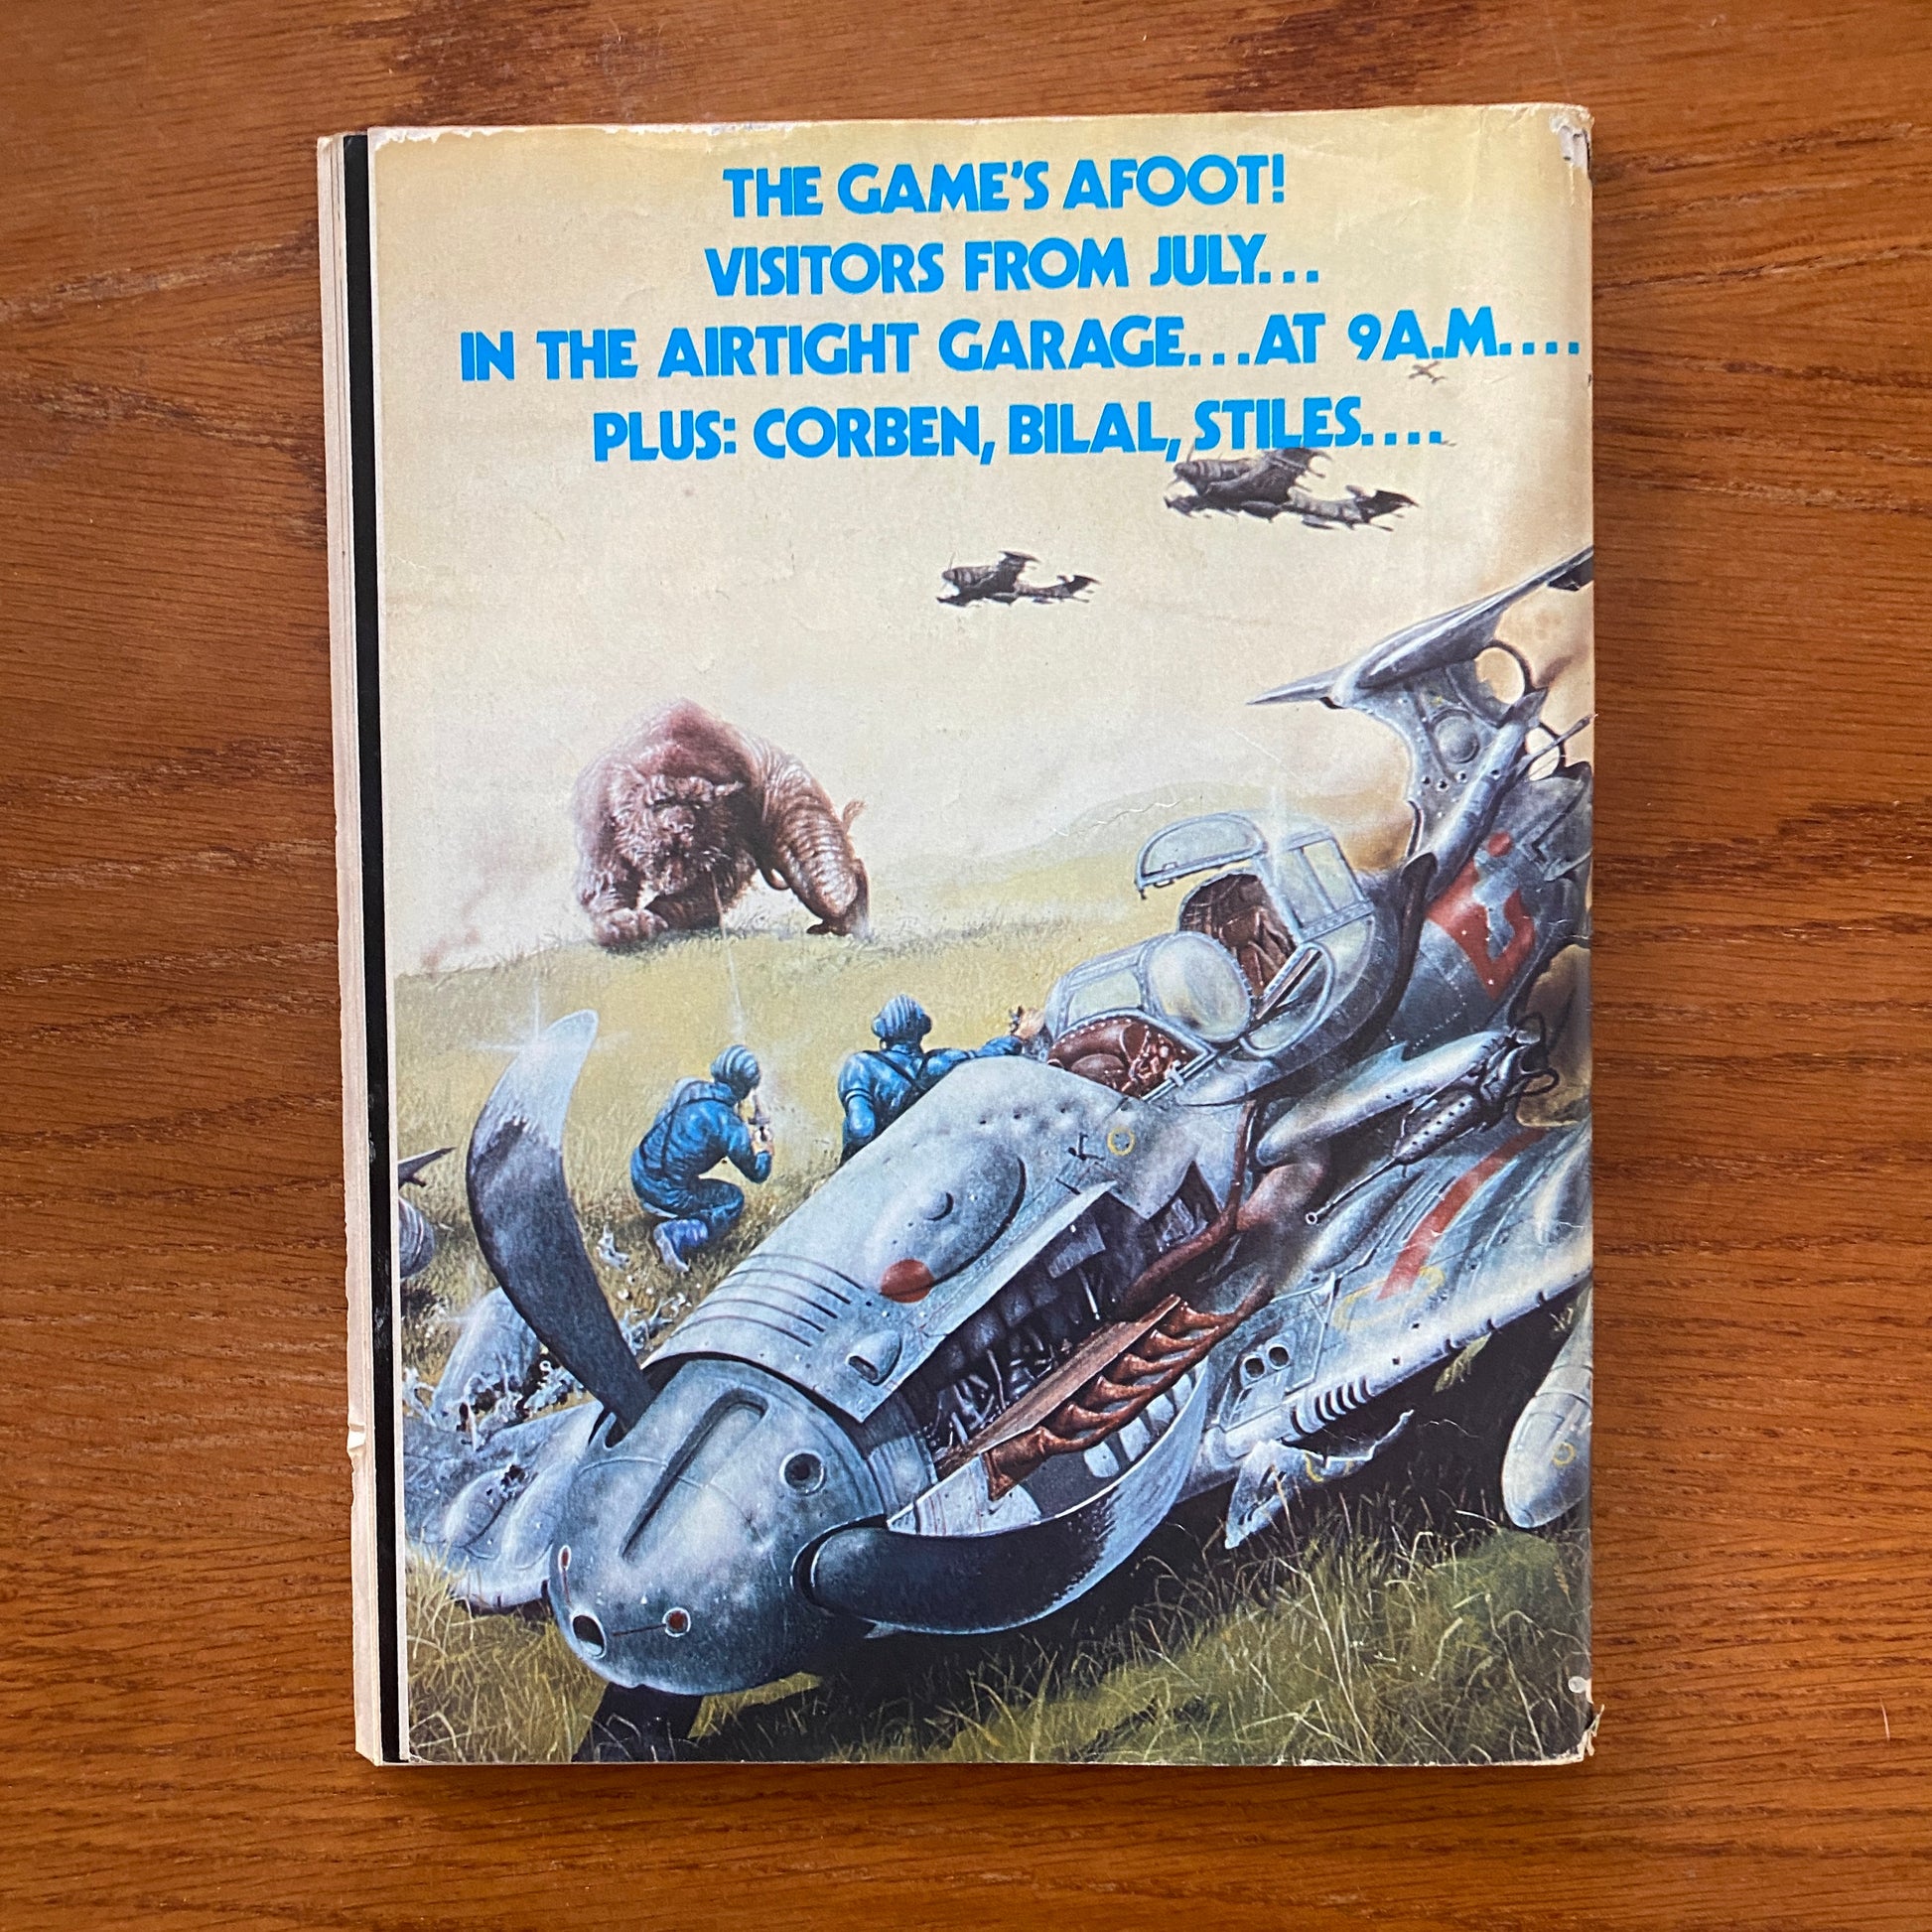 THE GAME'S AFOOT!
VISITORS FROM JULY...
IN THE AIRTIGHT GARAGE...AT 9A.M....
PLUS: CORBEN, BILAL, STILES....